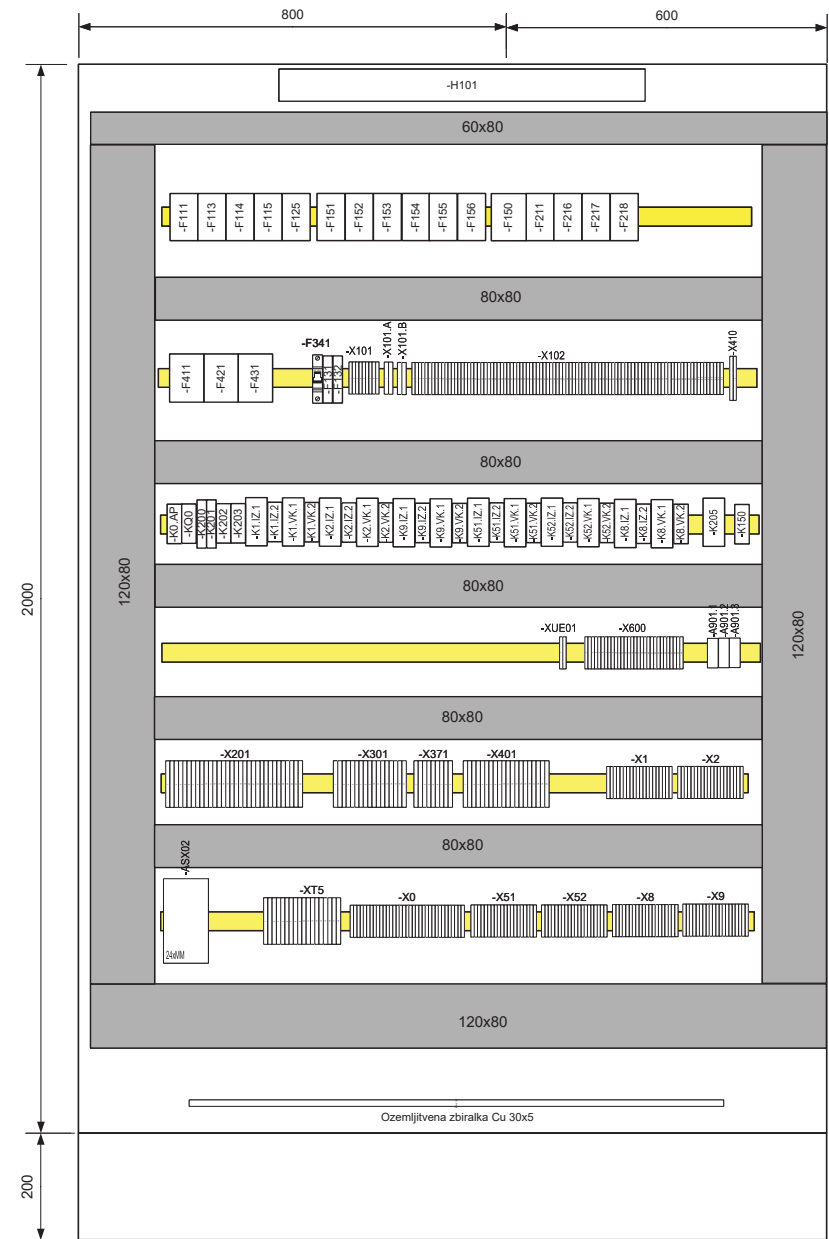 800
600
-H101
60x80
-F111
-F113
-F114
-F115
-F125
-F151
-F152
-F153
-F154
-F155
-F156
-F150
-F211
-F216
-F217
-F218
80x80
-F411
-F421
-F431
-F341
-F131
-F132
-X101
-X101.A
-X101.B
-X102
-X410
80x80
-K0.AP
-KQ0
-K200
-K201
-K202
-K203
-K1.IZ.1
-K1.IZ.2
-K1.VK.1
-K1.VK.2
-K2.IZ.1
-K2.IZ.2
-K2.VK.1
-K2.VK.2
-K9.IZ.1
-K9.IZ.2
-K9.VK.1
-K9.VK.2
-K51.IZ.1
-K51.IZ.2
-K51.VK.1
-K51.VK.2
-K52.IZ.1
-K52.IZ.2
-K52.VK.1
-K52.VK.2
-K8.IZ.1
-K8.IZ.2
-K8.VK.1
-K8.VK.2
-K205
-K150
2000
120x80
80x80
120x80
-XUE01
-X600
-A901.1
-A901.2
-A901.3
80x80
-X201
-X301
-X371
-X401
-X1
-X2
80x80
-ASX02
24xMM
-XT5
-X0
-X51
-X52
-X8
-X9
120x80
Ozemljitvena zbiralka Cu 30x5
200